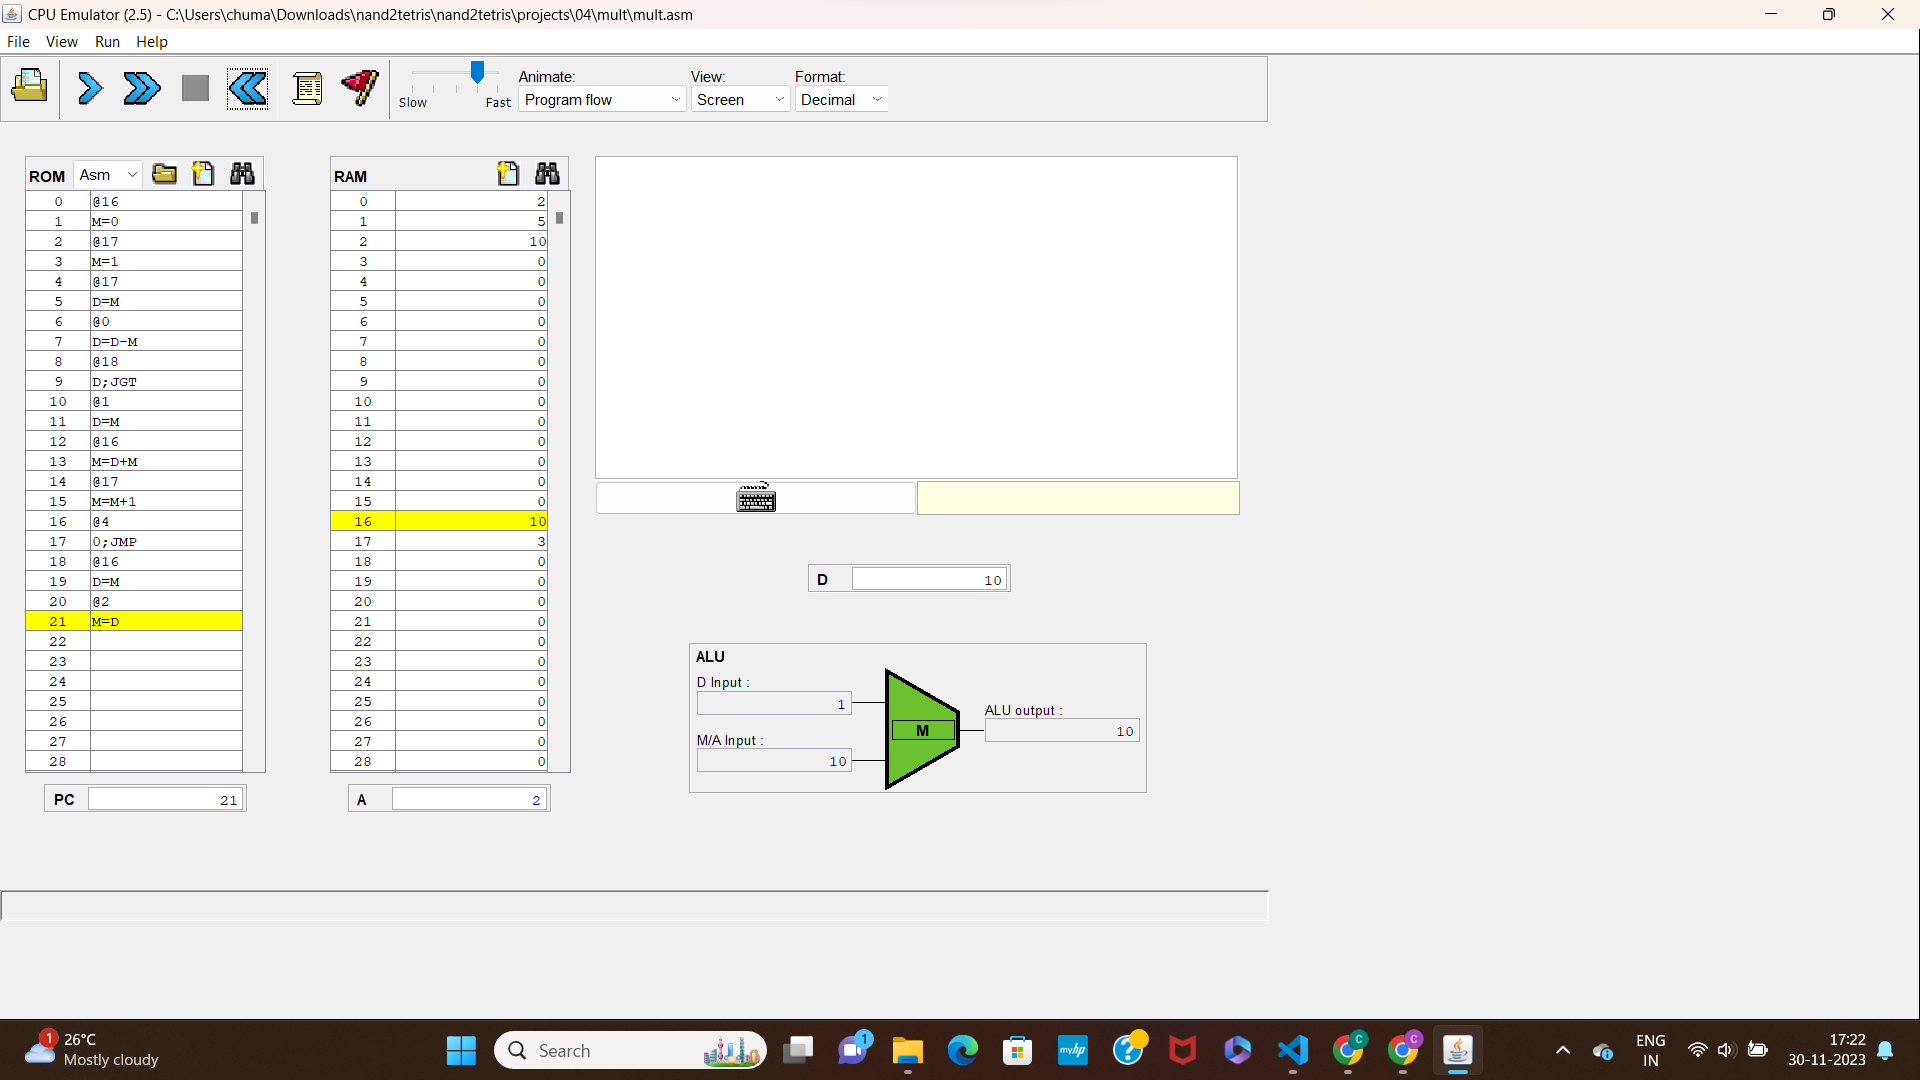 CPU Emulator (2.5) - C:\Users\chuma\Downloads\nand2tetris\nand2tetris\projects\04\mult\mult.asm
File View Run Help
Animate: View: Format:
Slow Fast Program flow Screen Decimal
ROM Asm
0 @16
1 M=0
2 @17
3 M=1
4 @17
5 D=M
6 @0
7 D=D-M
8 @18
9 D;JGT
10 @1
11 D=M
12 @16
13 M=D+M
14 @17
15 M=M+1
16 @4
17 0;JMP
18 @16
19 D=M
20 @2
21 M=D
22
23
24
25
26
27
28
PC 21
RAM
0 2
1 5
2 10
3 0
4 0
5 0
6 0
7 0
8 0
9 0
10 0
11 0
12 0
13 0
14 0
15 0
16 10
17 3
18 0
19 0
20 0
21 0
22 0
23 0
24 0
25 0
26 0
27 0
28 0
A 2
D 10
ALU
D Input :
1
M/A Input :
10
M
ALU output :
10
1
26°C
Mostly cloudy
Search
1
myhp
?
C
C
ENG
IN
17:22
30-11-2023